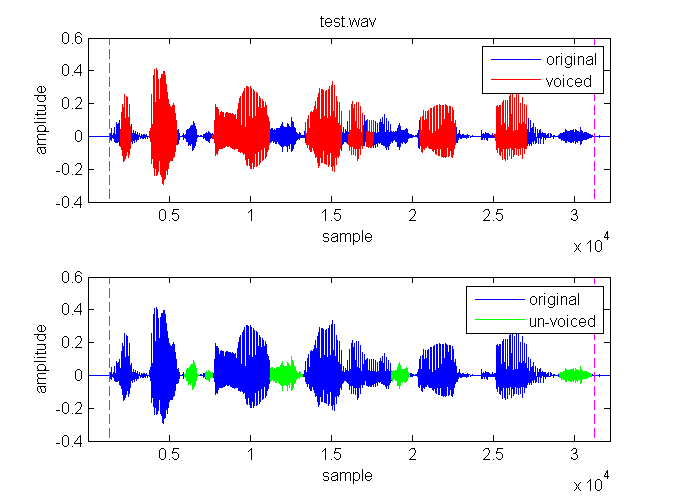 test.wav
0.6
original
voiced
0.4
0.2
0
-0.2
-0.4
amplitude
0.5 1 1.5 2 2.5 3
sample
x 10^4
0.6
original
un-voiced
0.4
0.2
0
-0.2
-0.4
amplitude
0.5 1 1.5 2 2.5 3
sample
x 10^4